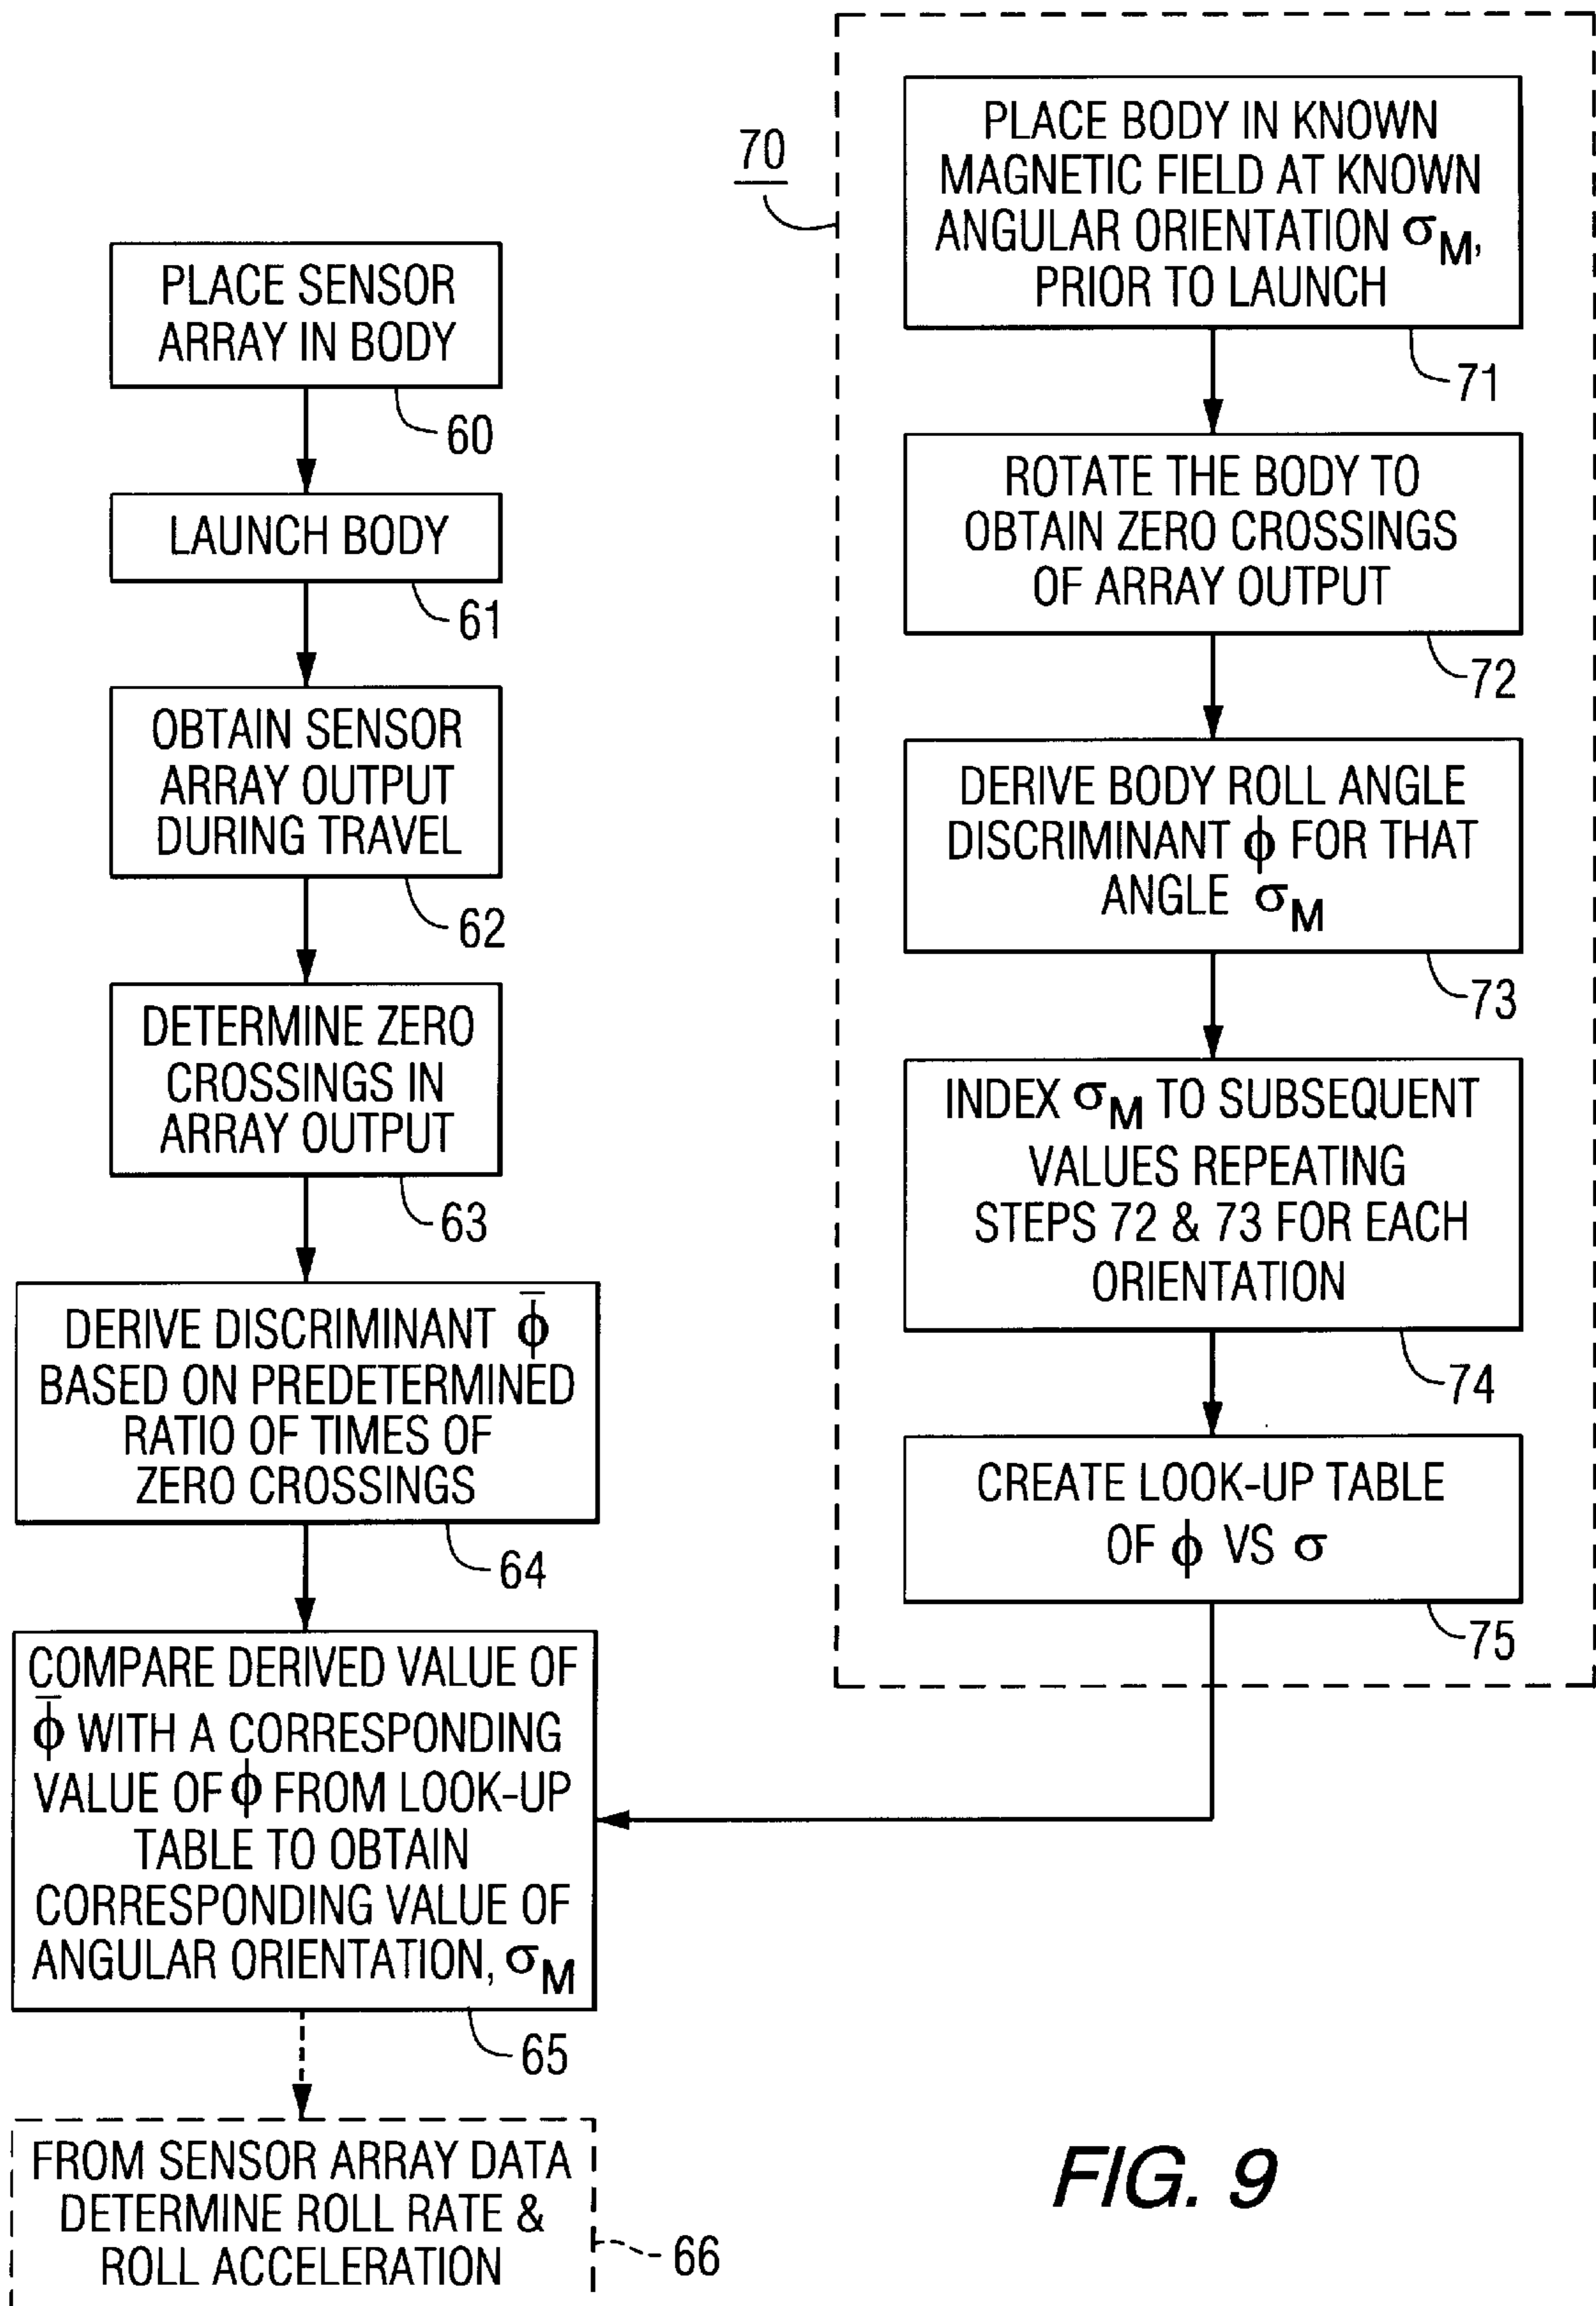 PLACE SENSOR
ARRAY IN BODY
60
LAUNCH BODY
61
OBTAIN SENSOR
ARRAY OUTPUT
DURING TRAVEL
62
DETERMINE ZERO
CROSSINGS IN
ARRAY OUTPUT
63
DERIVE DISCRIMINANT ϕ̅
BASED ON PREDETERMINED
RATIO OF TIMES OF
ZERO CROSSINGS
64
COMPARE DERIVED VALUE OF
ϕ̅ WITH A CORRESPONDING
VALUE OF ϕ FROM LOOK-UP
TABLE TO OBTAIN
CORRESPONDING VALUE OF
ANGULAR ORIENTATION, σM
65
FROM SENSOR ARRAY DATA
DETERMINE ROLL RATE &
ROLL ACCELERATION
66
70
PLACE BODY IN KNOWN
MAGNETIC FIELD AT KNOWN
ANGULAR ORIENTATION σM,
PRIOR TO LAUNCH
71
ROTATE THE BODY TO
OBTAIN ZERO CROSSINGS
OF ARRAY OUTPUT
72
DERIVE BODY ROLL ANGLE
DISCRIMINANT ϕ FOR THAT
ANGLE σM
73
INDEX σM TO SUBSEQUENT
VALUES REPEATING
STEPS 72 & 73 FOR EACH
ORIENTATION
74
CREATE LOOK-UP TABLE
OF ϕ VS σ
75
FIG. 9